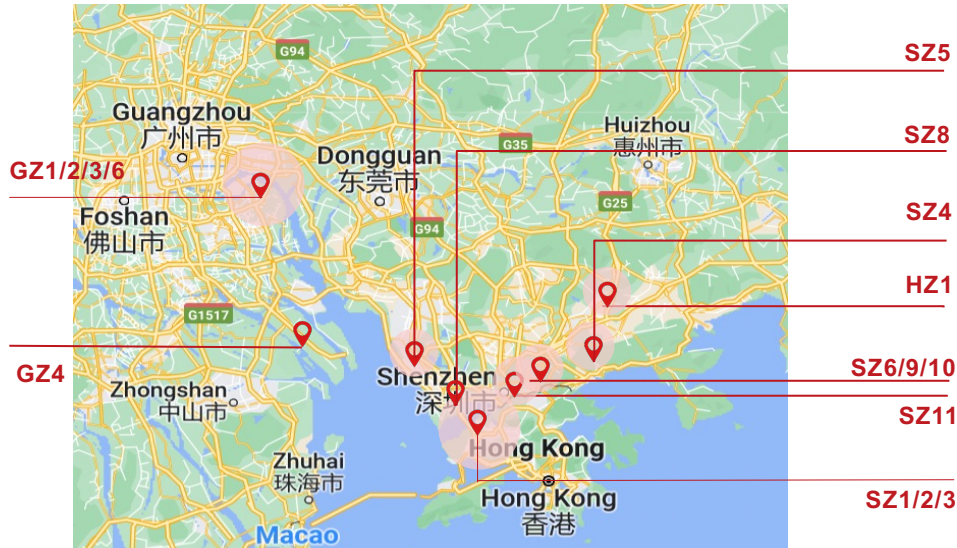 SZ5
G94
SZ8
Guangzhou
广州市
Huizhou
惠州市
G35
Dongguan
东莞市
GZ1/2/3/6
G25
SZ4
Foshan
佛山市
G94
HZ1
G1517
GZ4
Shenzhen
深圳市
SZ6/9/10
Zhongshan
中山市
SZ11
Hong Kong
Zhuhai
珠海市
Hong Kong
香港
SZ1/2/3
Macao